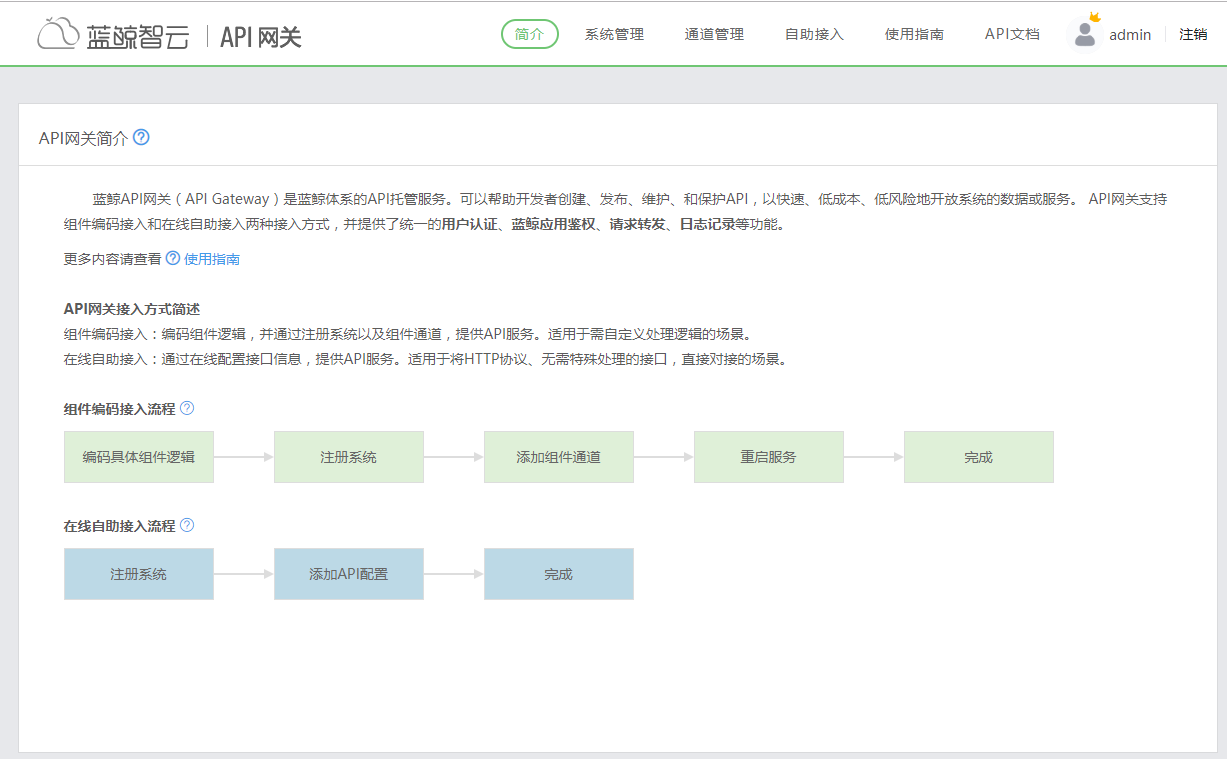 蓝鲸智云 | API 网关
简介 系统管理 通道管理 自助接入 使用指南 API文档 admin 注销
API网关简介
蓝鲸API网关（API Gateway）是蓝鲸体系的API托管服务。可以帮助开发者创建、发布、维护、和保护API，以快速、低成本、低风险地开放系统的数据或服务。 API网关支持
组件编码接入和在线自助接入两种接入方式，并提供了统一的用户认证、蓝鲸应用鉴权、请求转发、日志记录等功能。
更多内容请查看 使用指南
API网关接入方式简述
组件编码接入：编码组件逻辑，并通过注册系统以及组件通道，提供API服务。适用于需自定义处理逻辑的场景。
在线自助接入：通过在线配置接口信息，提供API服务。适用于将HTTP协议、无需特殊处理的接口，直接对接的场景。
组件编码接入流程
编码具体组件逻辑 注册系统 添加组件通道 重启服务 完成
在线自助接入流程
注册系统 添加API配置 完成